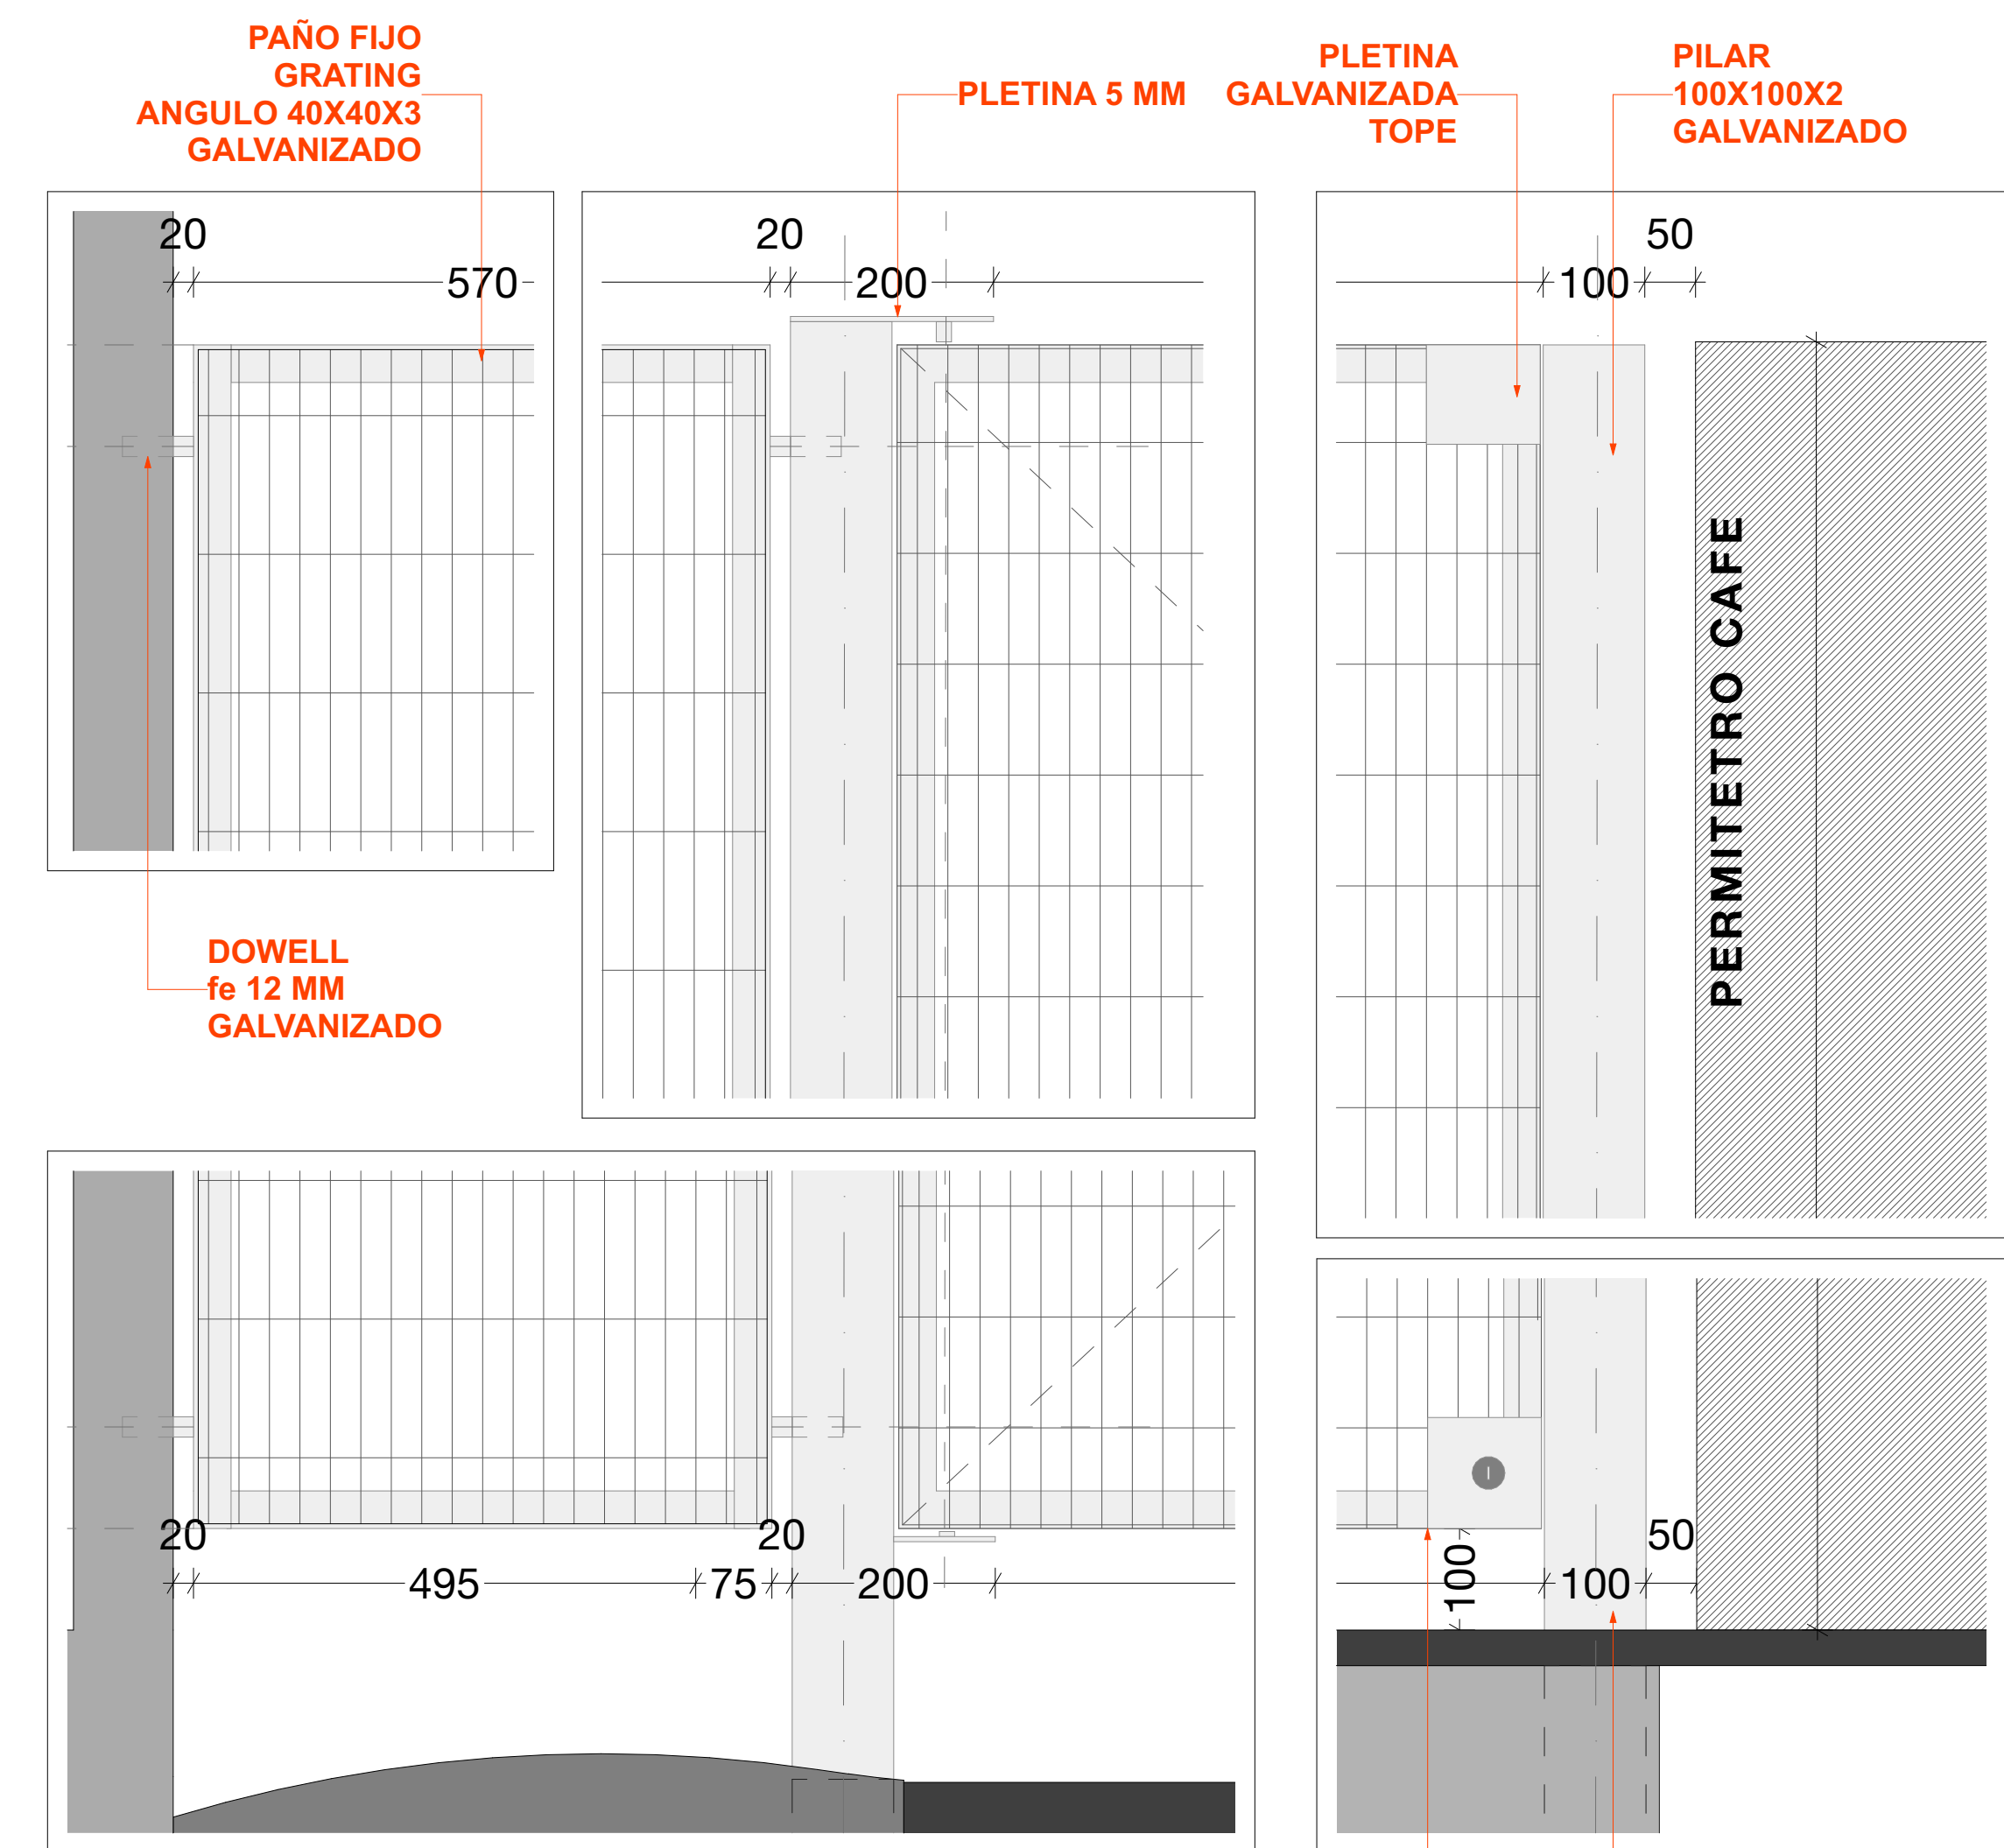 PAÑO FIJO
GRATING
ANGULO 40X40X3
GALVANIZADO
PLETINA 5 MM
PLETINA
GALVANIZADA
TOPE
PILAR
100X100X2
GALVANIZADO
20
570
20
200
50
100
PERMITETRO CAFE
DOWELL
fe 12 MM
GALVANIZADO
20
495
75
20
200
100
100
50